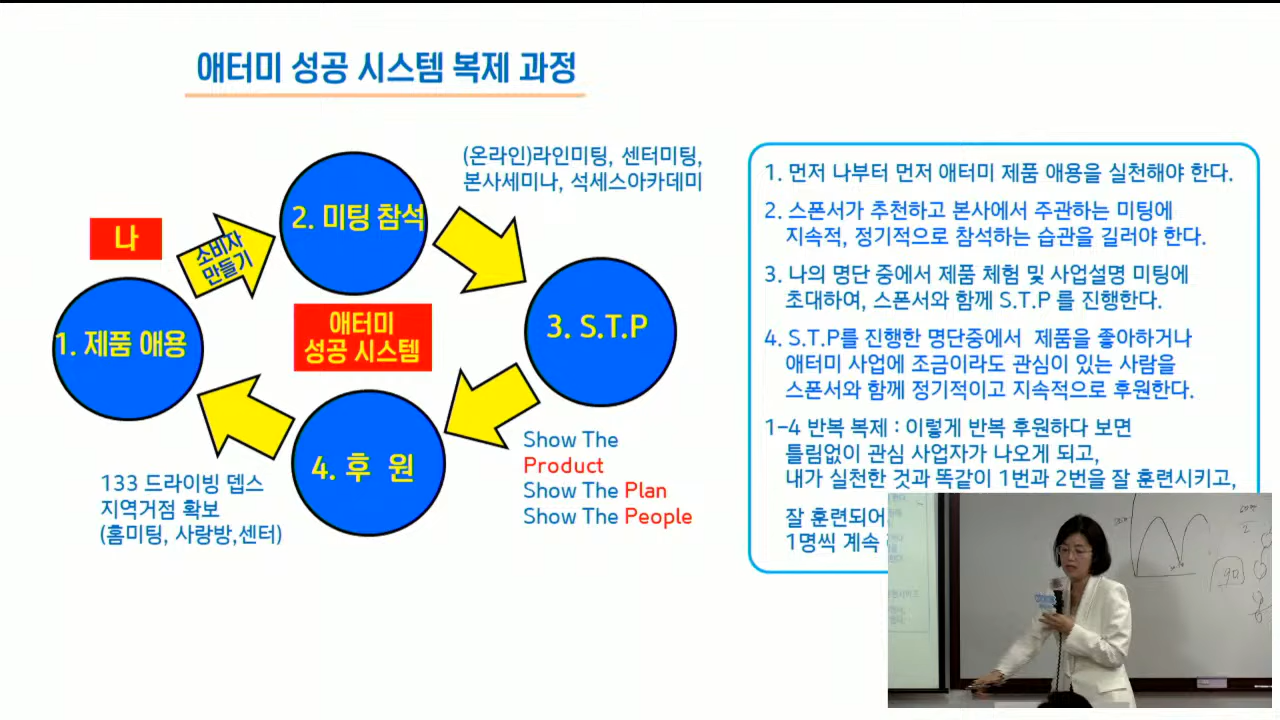 애터미 성공 시스템 복제 과정
(온라인)라인미팅, 센터미팅,
본사세미나, 석세스아카데미
나
소비자
만들기
2. 미팅 참석
1. 제품 애용
애터미
성공 시스템
3. S.T.P
4. 후 원
Show The
Product
Show The Plan
Show The People
133 드라이빙 뎁스
지역거점 확보
(홈미팅, 사랑방,센터)
1. 먼저 나부터 먼저 애터미 제품 애용을 실천해야 한다.
2. 스폰서가 추천하고 본사에서 주관하는 미팅에
지속적, 정기적으로 참석하는 습관을 길러야 한다.
3. 나의 명단 중에서 제품 체험 및 사업설명 미팅에
초대하여, 스폰서와 함께 S.T.P 를 진행한다.
4. S.T.P를 진행한 명단중에서 제품을 좋아하거나
애터미 사업에 조금이라도 관심이 있는 사람을
스폰서와 함께 정기적이고 지속적으로 후원한다.
1-4 반복 복제 : 이렇게 반복 후원하다 보면
틀림없이 관심 사업자가 나오게 되고,
내가 실천한 것과 똑같이 1번과 2번을 잘 훈련시키고,
잘 훈련되어
1명씩 계속